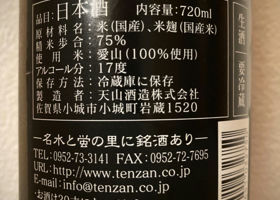 品目:日本酒 内容量:720ml
原材料名:米(国産)、米麹(国産米)
精米歩合:75%
使用米:愛山(100%使用)
アルコール分:17度
保存方法:冷蔵庫に保存
製造者:天山酒造株式会社
佐賀県小城市小城町岩蔵1520
生酒 要冷蔵
―名水と蛍の里に銘酒あり―
TEL:0952-73-3141 FAX:0952-72-7695
URL:http://www.tenzan.co.jp
E-mail:info@tenzan.co.jp